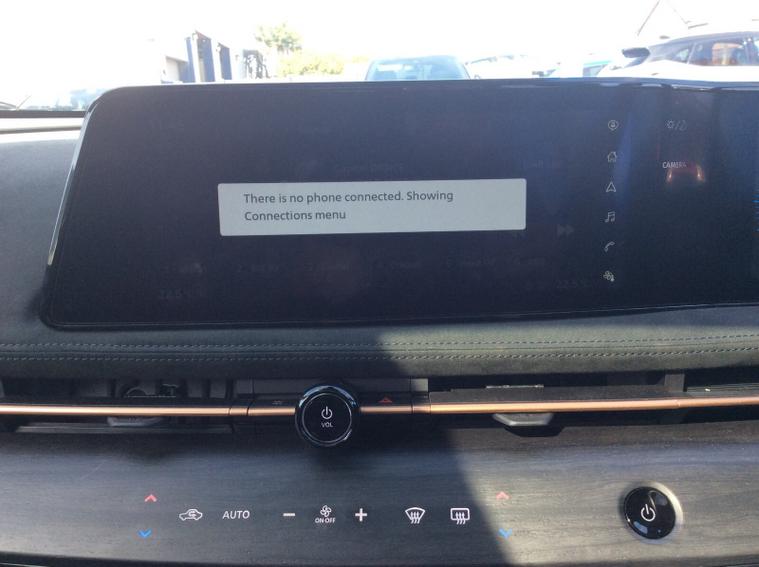 There is no phone connected. Showing
Connections menu
CAMERA
VOL
AUTO
ON·OFF